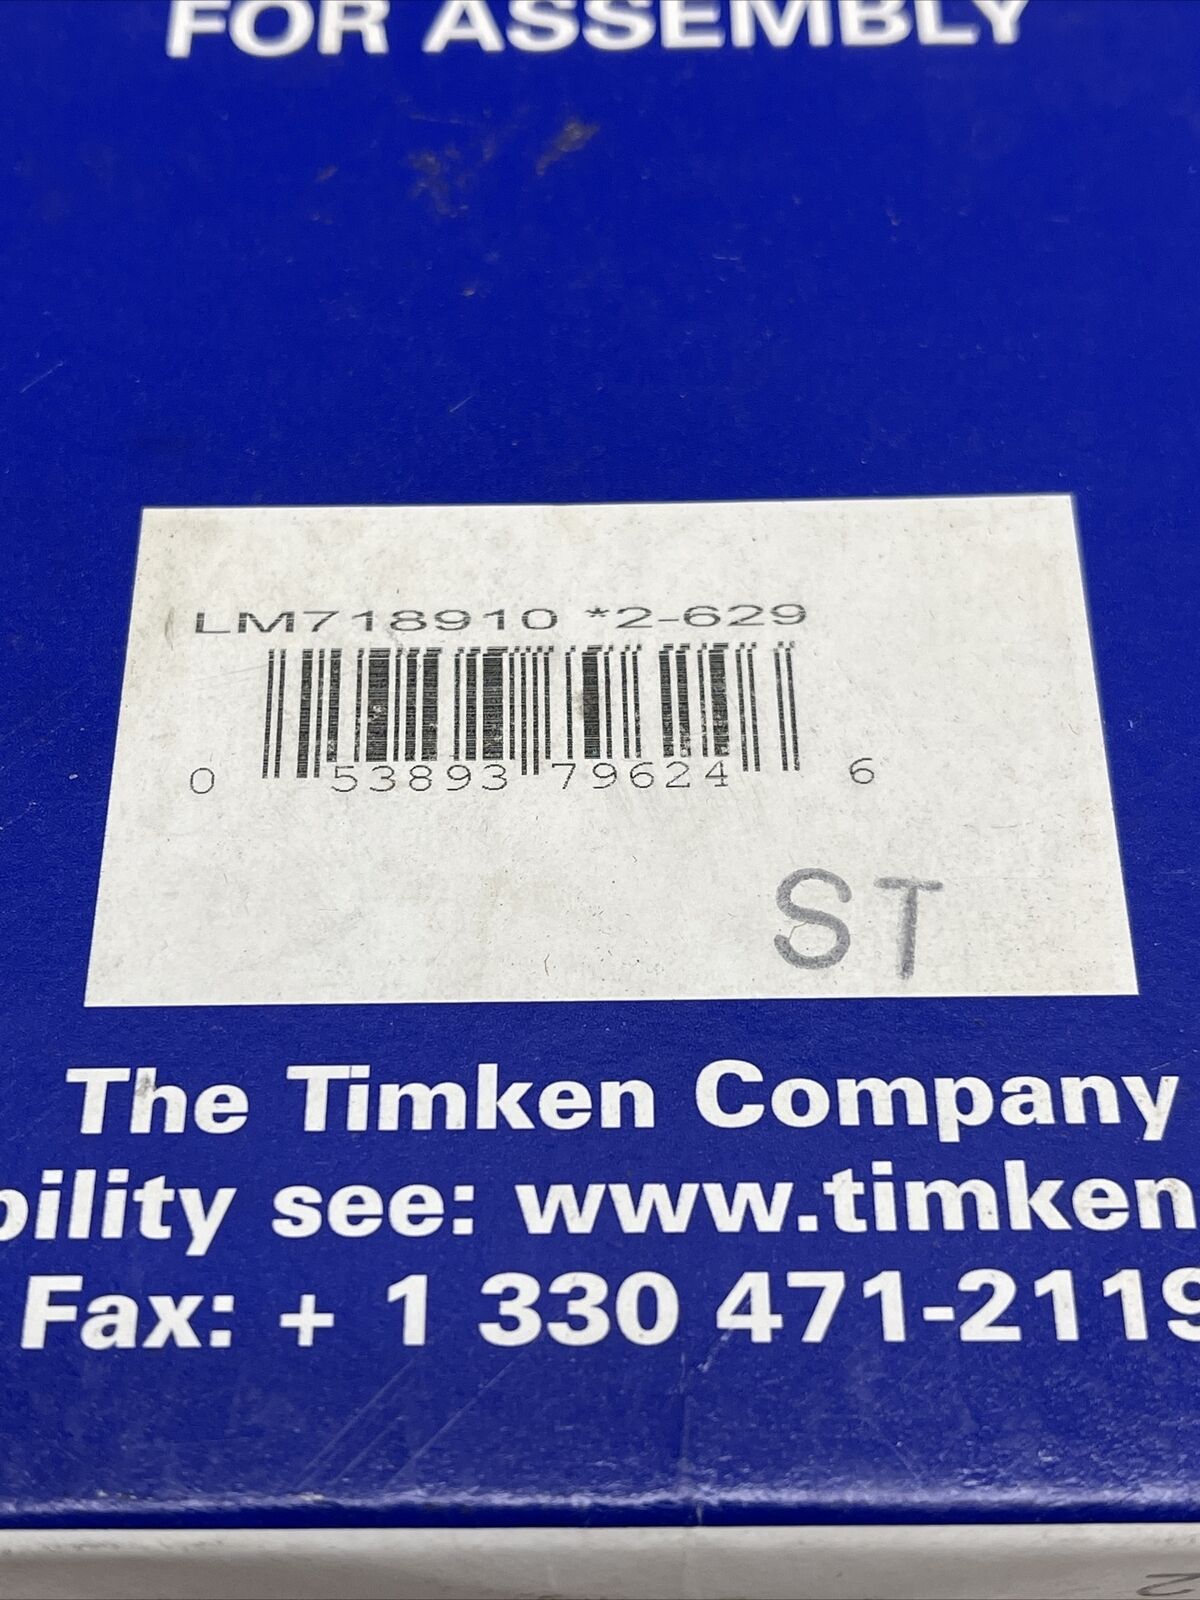 FOR ASSEMBLY
LM718910 *2-629
0 53893 79624 6
ST
The Timken Company
bility see: www.timken
Fax: + 1 330 471-2119
2